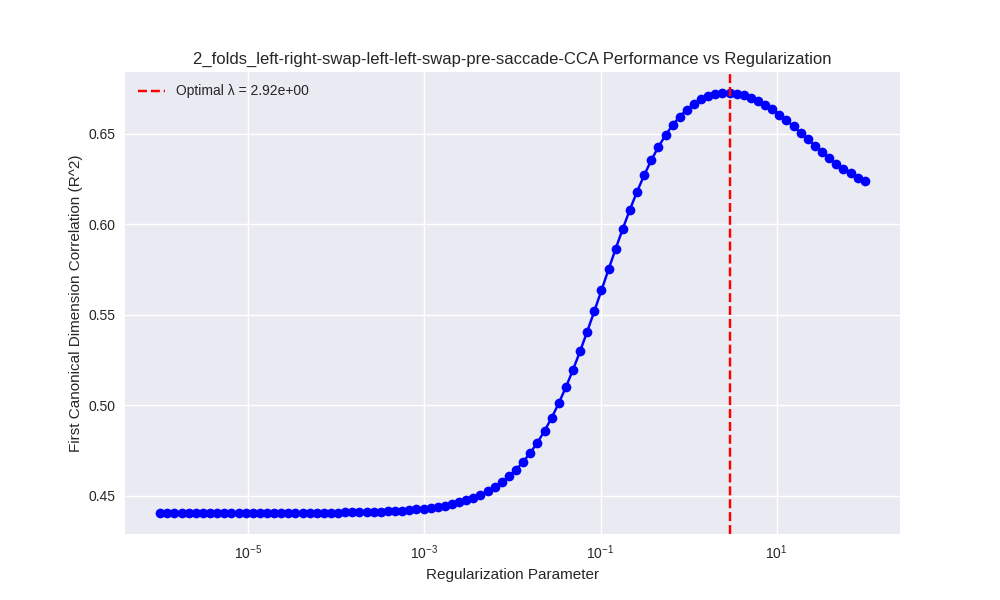 2_folds_left-right-swap-left-left-swap-pre-saccade-CCA Performance vs Regularization
Optimal λ = 2.92e+00
First Canonical Dimension Correlation (R^2)
0.65
0.60
0.55
0.50
0.45
10⁻⁵
10⁻³
10⁻¹
10¹
Regularization Parameter